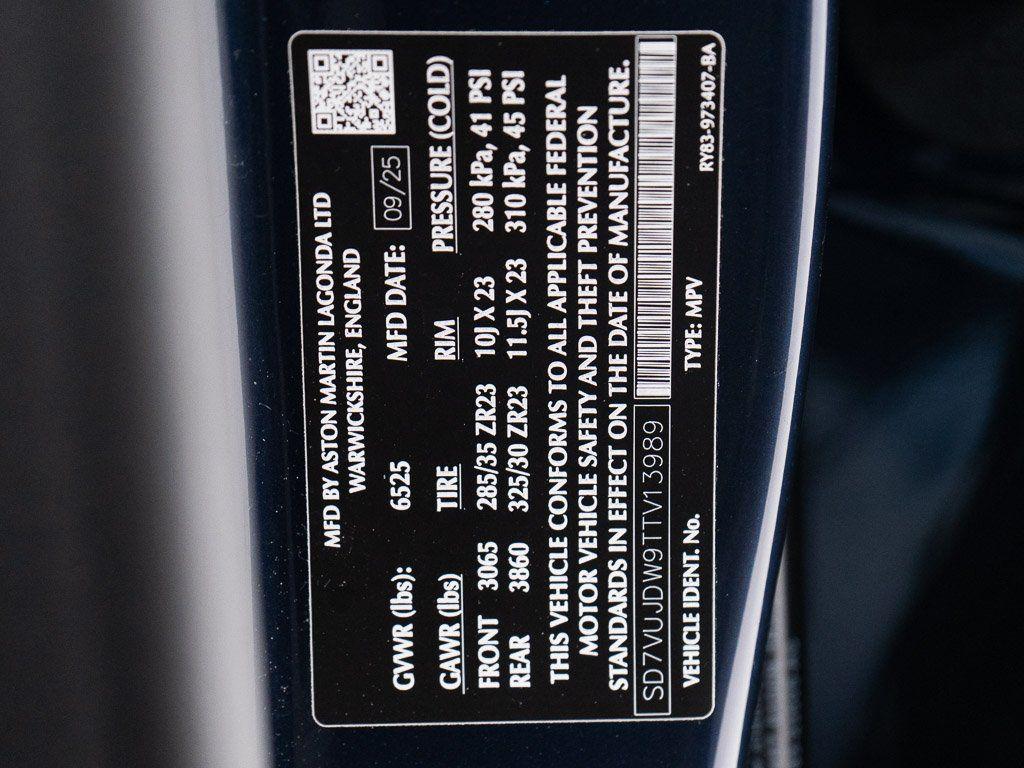 MFD BY ASTON MARTIN LAGONDA LTD
WARWICKSHIRE, ENGLAND
GVWR (lbs): 6525 MFD DATE: 09/25
GAWR (lbs) TIRE RIM PRESSURE (COLD)
FRONT 3065 285/35 ZR23 10J X 23 280 kPa, 41 PSI
REAR 3860 325/30 ZR23 11.5J X 23 310 kPa, 45 PSI
THIS VEHICLE CONFORMS TO ALL APPLICABLE FEDERAL
MOTOR VEHICLE SAFETY AND THEFT PREVENTION
STANDARDS IN EFFECT ON THE DATE OF MANUFACTURE.
SD7VUJDW9TTV13989
VEHICLE IDENT. No. TYPE: MPV
RY83-973407-BA